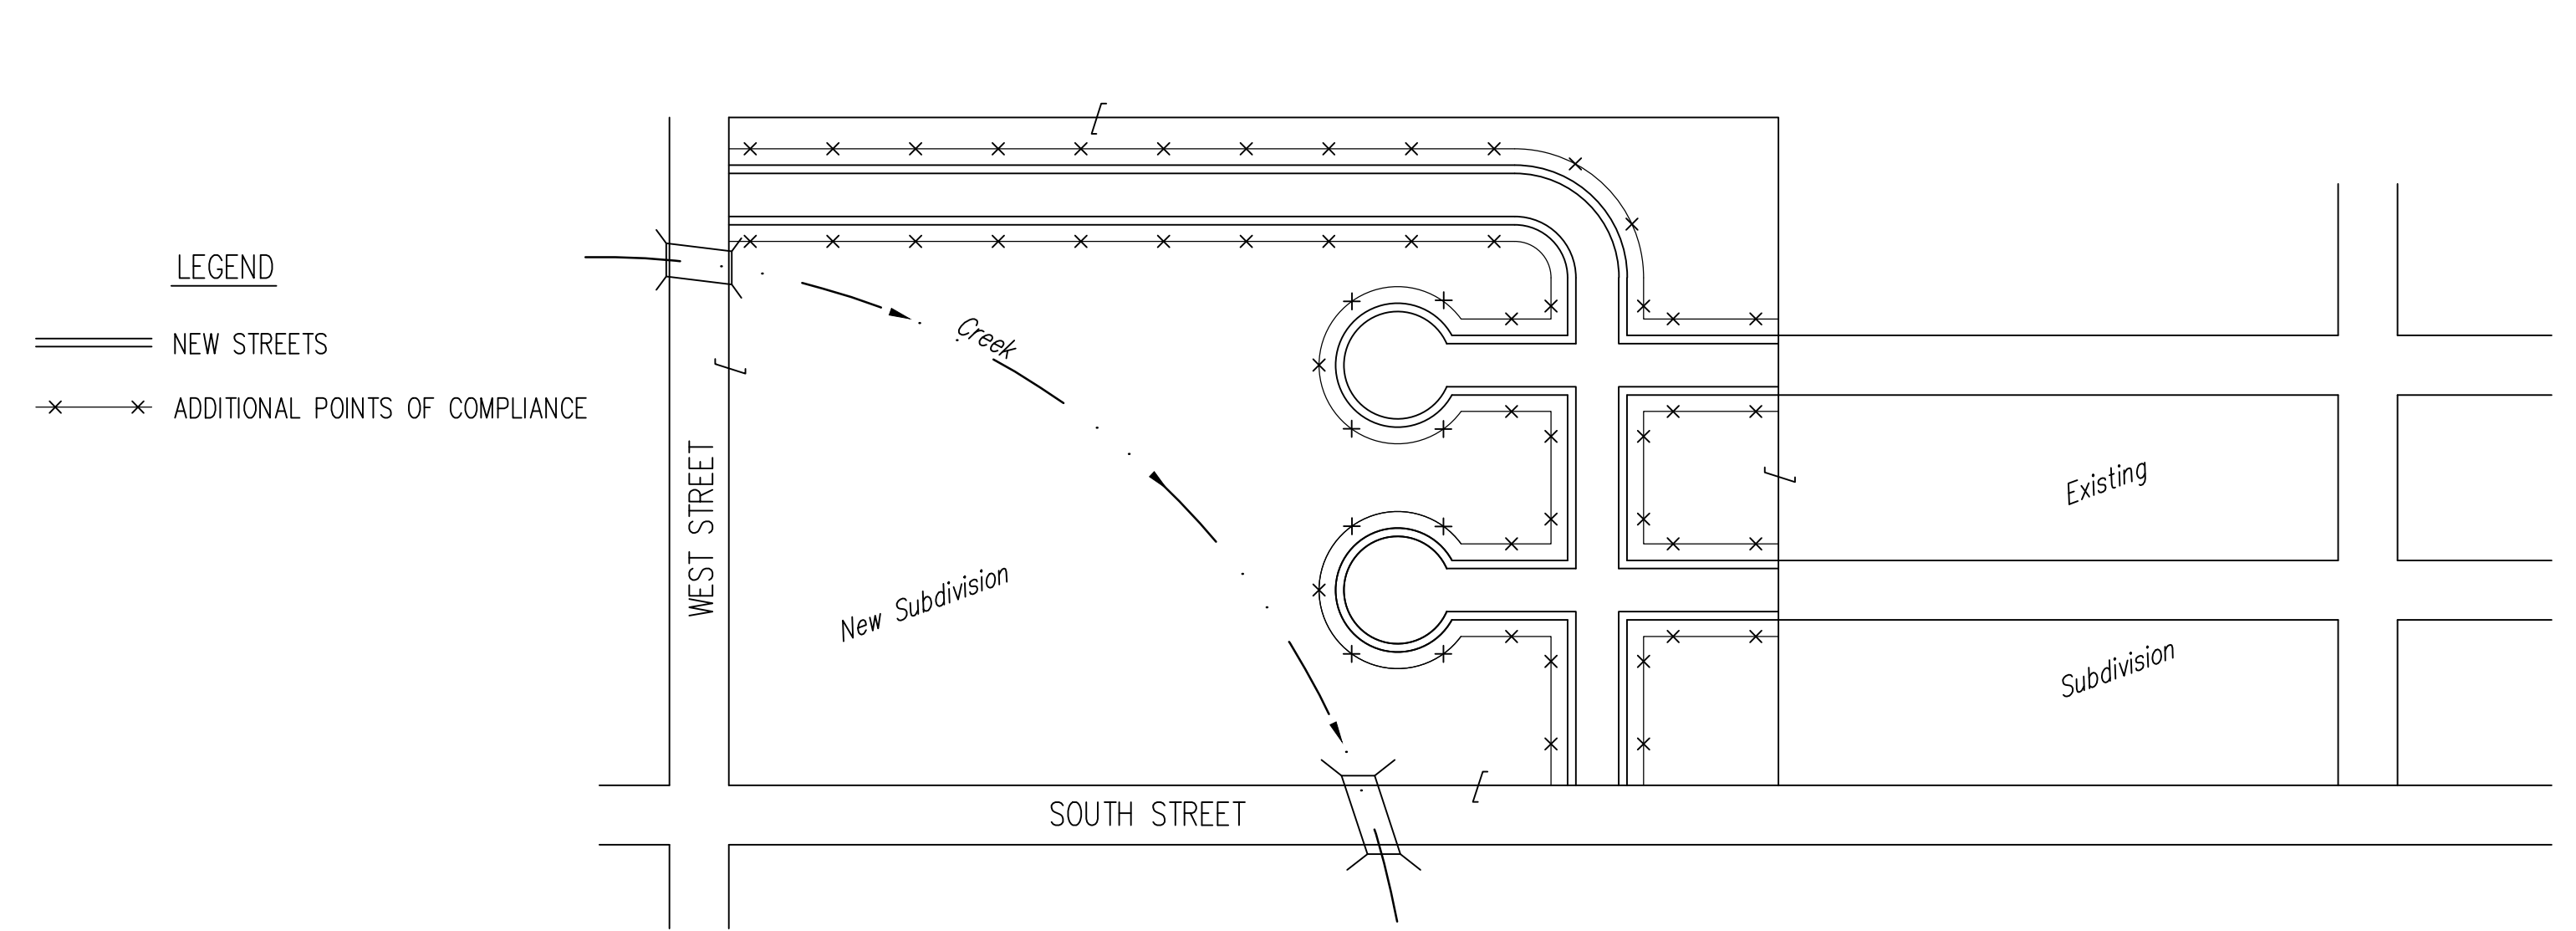 LEGEND
NEW STREETS
ADDITIONAL POINTS OF COMPLIANCE
WEST STREET
Creek
New Subdivision
SOUTH STREET
Existing
Subdivision